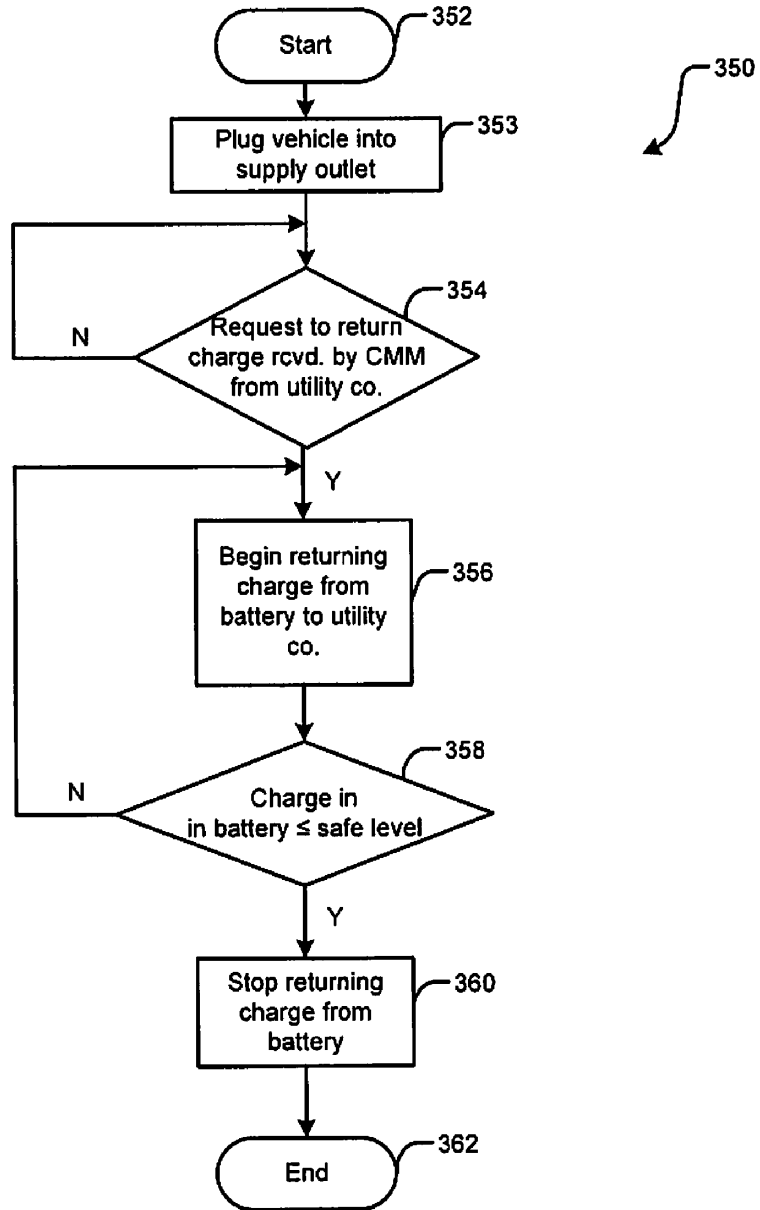 Start
352
350
Plug vehicle into
supply outlet
353
354
Request to return
charge rcvd. by CMM
from utility co.
N
Y
Begin returning
charge from
battery to utility
co.
356
358
Charge in
in battery ≤ safe level
N
Y
Stop returning
charge from
battery
360
End
362